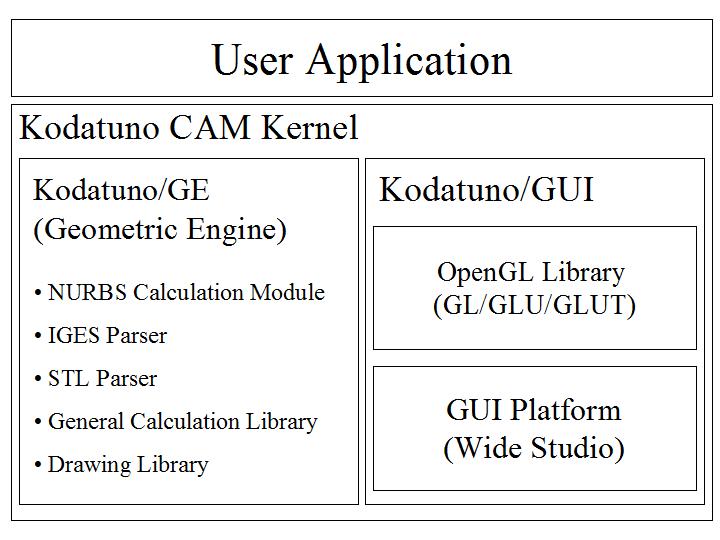 User Application
Kodatuno CAM Kernel
Kodatuno/GE
(Geometric Engine)
• NURBS Calculation Module
• IGES Parser
• STL Parser
• General Calculation Library
• Drawing Library
Kodatuno/GUI
OpenGL Library
(GL/GLU/GLUT)
GUI Platform
(Wide Studio)